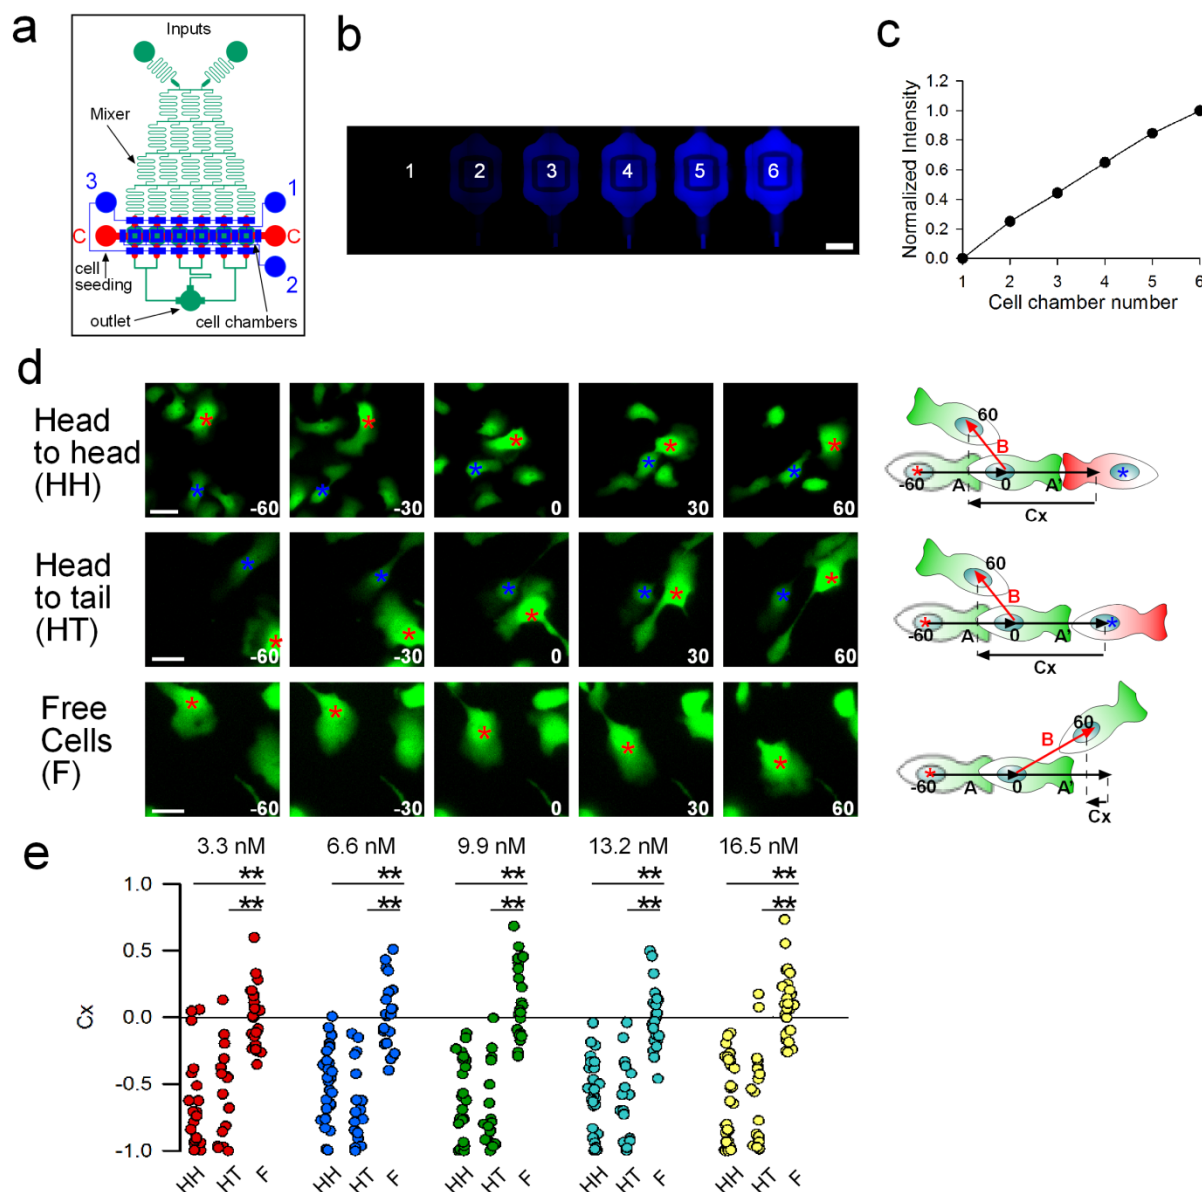 a
Inputs
Mixer
3
1
C
C
cell
seeding
2
outlet
cell chambers
b
1 2 3 4 5 6
c
Normalized Intensity
1.2
1.0
0.8
0.6
0.4
0.2
0.0
1 2 3 4 5 6
Cell chamber number
d
Head
to head
(HH)
* * * * * * * * *
-60 -30 0 30 60
60
B
* *
-60 A 0 A'
Cx
Head
to tail
(HT)
* * * * * * * * * *
-60 -30 0 30 60
60
B
* *
-60 A 0 A'
Cx
Free
Cells
(F)
* * * * *
-60 -30 0 30 60
60
B
*
-60 A 0 A'
Cx
e
3.3 nM 6.6 nM 9.9 nM 13.2 nM 16.5 nM
** ** ** ** **
** ** ** ** **
Cx
1.0
0.5
0.0
-0.5
-1.0
HH HT F HH HT F HH HT F HH HT F HH HT F